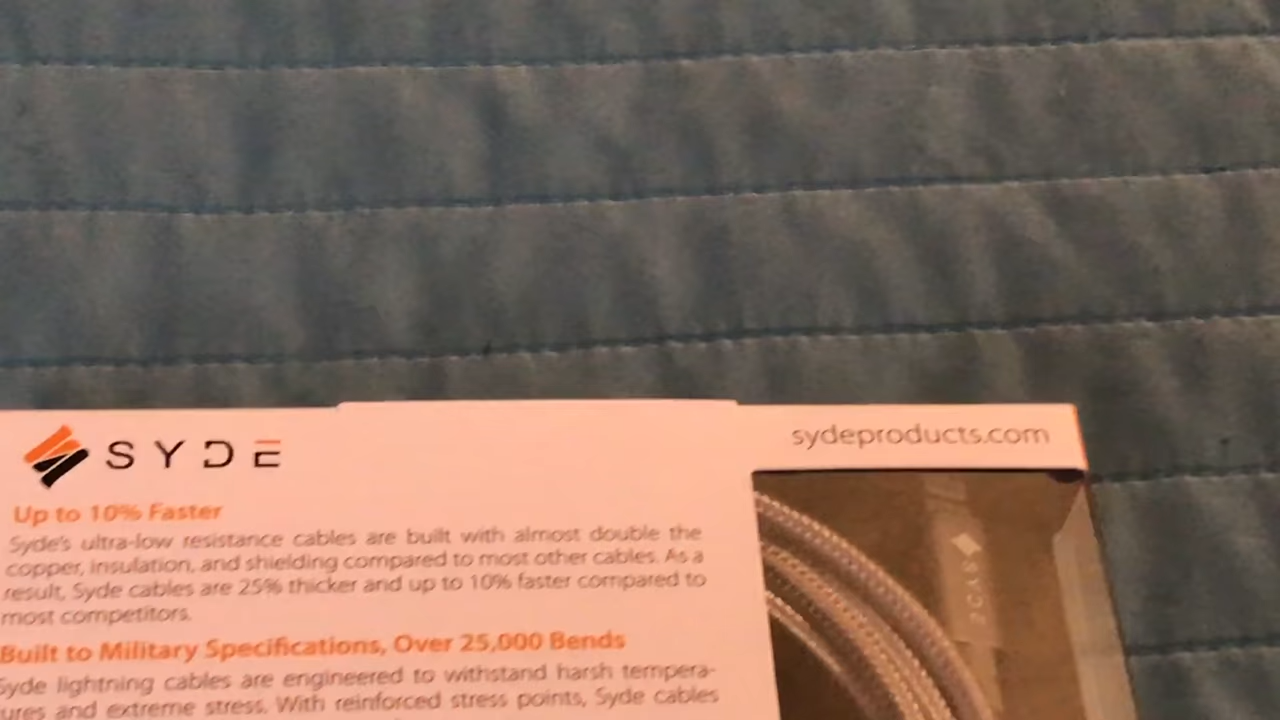 SYDE
sydeproducts.com
Up to 10% Faster
Syde's ultra-low resistance cables are built with almost double the
copper, insulation, and shielding compared to most other cables. As a
result, Syde cables are 25% thicker and up to 10% faster compared to
most competitors.
Built to Military Specifications, Over 25,000 Bends
Syde lightning cables are engineered to withstand harsh tempera-
ures and extreme stress. With reinforced stress points, Syde cables
SYDE